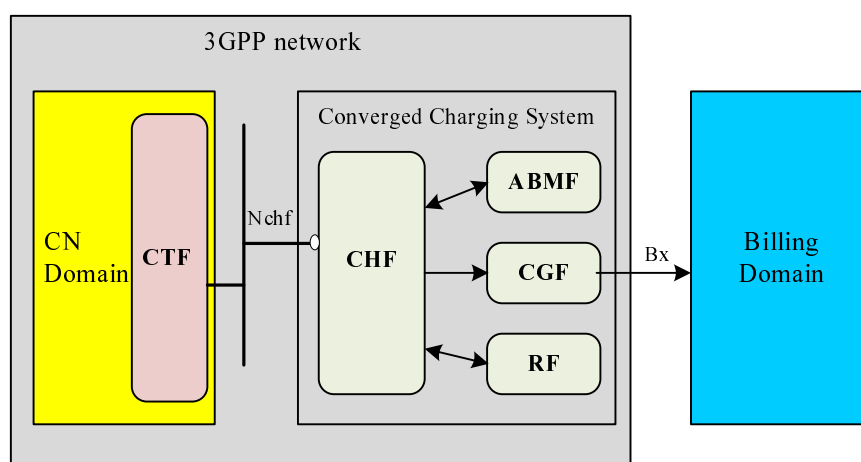 3GPP network
Converged Charging System
CN
Domain
CTF
Nchf
CHF
ABMF
CGF
RF
Bx
Billing
Domain